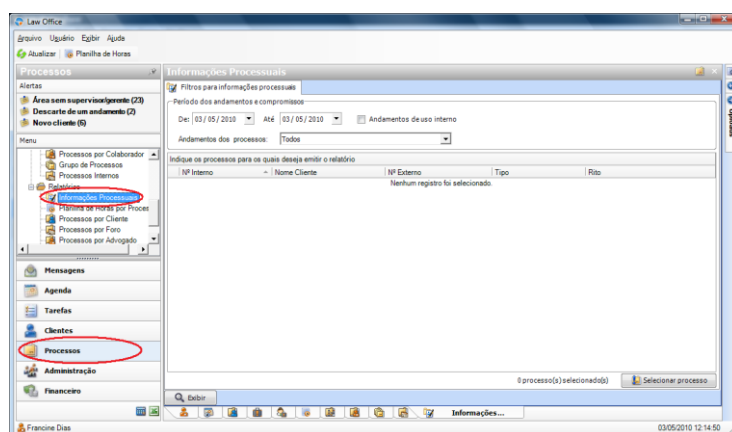 Law Office
Arquivo Usuário Exibir Ajuda
Atualizar Planilha de Horas
Processos
Alertas
Área sem supervisor/gerente (23)
Descarte de um andamento (2)
Novo cliente (6)
Menu
Processos por Colaborador
Grupo de Processos
Processos Internos
Relatórios
Informações Processuais
Planilha de Horas por Proces
Processos por Cliente
Processos por Foro
Processos por Advogado
Mensagens
Agenda
Tarefas
Clientes
Processos
Administração
Financeiro
Informações Processuais
Filtros para informações processuais
Período dos andamentos e compromissos
De: 03/05/2010 Até 03/05/2010 Andamentos de uso interno
Andamentos dos processos: Todos
Indique os processos para os quais deseja emitir o relatório
Nº Interno Nome Cliente Nº Externo Tipo Rito
Nenhum registro foi selecionado.
0 processo(s) selecionado(s) Selecionar processo
Exibir
Informações...
Francine Dias 03/05/2010 12:14:50